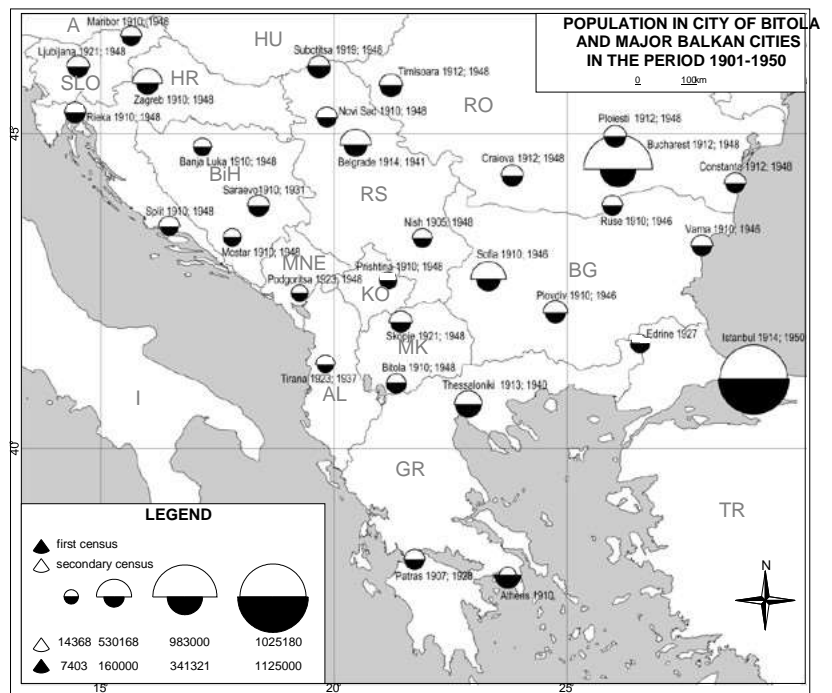 POPULATION IN CITY OF BITOLA
AND MAJOR BALKAN CITIES
IN THE PERIOD 1901-1950
0 100km
A
Maribor 1910; 1948
HU
Ljubljana 1921; 1948
SLO
HR
Zagreb 1910; 1948
Subotitsa 1919; 1948
Timisoara 1912; 1948
RO
Rieka 1910; 1948
Novi Sad 1910; 1948
Ploiesti 1912; 1948
45
Bucharest 1912; 1948
Banja Luka 1910; 1948
Belgrade 1914; 1941
Craiova 1912; 1948
Constanta 1912; 1948
BiH
Saraevo1910; 1931
RS
Split 1910; 1948
Nish 1905; 1948
Ruse 1910; 1946
Varna 1910; 1946
Mostar 1910; 1948
MNE
Prishtina 1910; 1948
Sofia 1910; 1946
BG
Podgoritsa 1923; 1948
KO
Plovdiv 1910; 1946
Skopje 1921; 1948
MK
Edrine 1927
Istanbul 1914; 1950
Tirana 1923; 1937
Bitola 1910; 1948
AL
Thessaloniki 1913; 1940
I
40
GR
TR
Patras 1907; 1928
Athens 1910
N
LEGEND
first census
secondary census
14368 530168 983000 1025180
7403 160000 341321 1125000
15 20 25